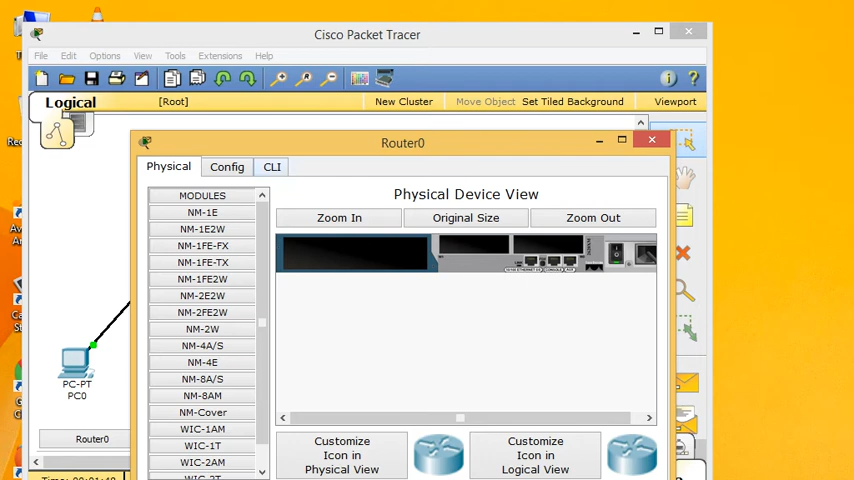 Cisco Packet Tracer
File Edit Options View Tools Extensions Help
Logical [Root] New Cluster Move Object Set Tiled Background Viewport
Router0
Physical Config CLI
MODULES
NM-1E
NM-1E2W
NM-1FE-FX
NM-1FE-TX
NM-1FE2W
NM-2E2W
NM-2FE2W
NM-2W
NM-4A/S
NM-4E
NM-8A/S
NM-8AM
NM-Cover
WIC-1AM
WIC-1T
WIC-2AM
WIC-2T
Physical Device View
Zoom In Original Size Zoom Out
Customize
Icon in
Physical View
Customize
Icon in
Logical View
PC-PT
PC0
Router0